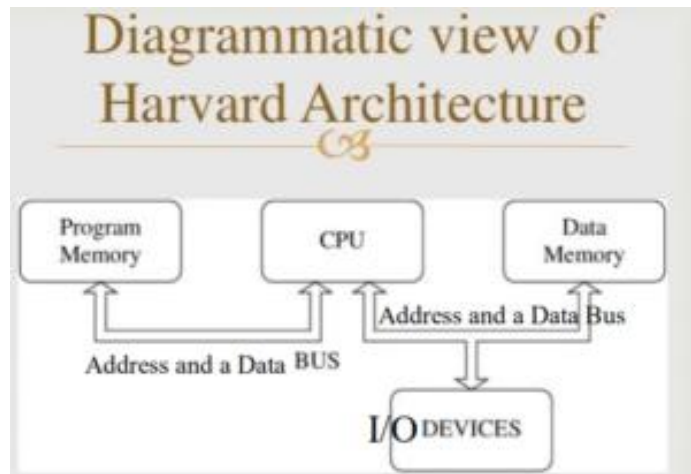 Diagrammatic view of
Harvard Architecture
Program
Memory
CPU
Data
Memory
Address and a Data Bus
Address and a Data BUS
I/O DEVICES